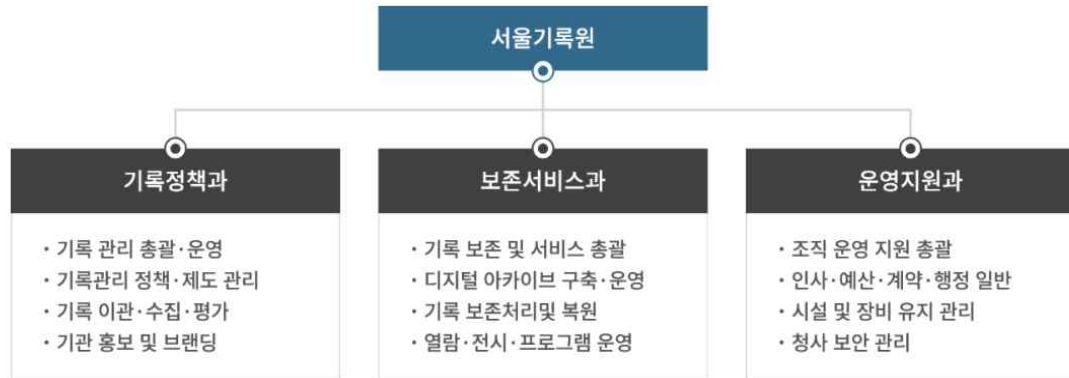 서울기록원
기록정책과
· 기록 관리 총괄·운영
· 기록관리 정책·제도 관리
· 기록 이관·수집·평가
· 기관 홍보 및 브랜딩
보존서비스과
· 기록 보존 및 서비스 총괄
· 디지털 아카이브 구축·운영
· 기록 보존처리및 복원
· 열람·전시·프로그램 운영
운영지원과
· 조직 운영 지원 총괄
· 인사·예산·계약·행정 일반
· 시설 및 장비 유지 관리
· 청사 보안 관리